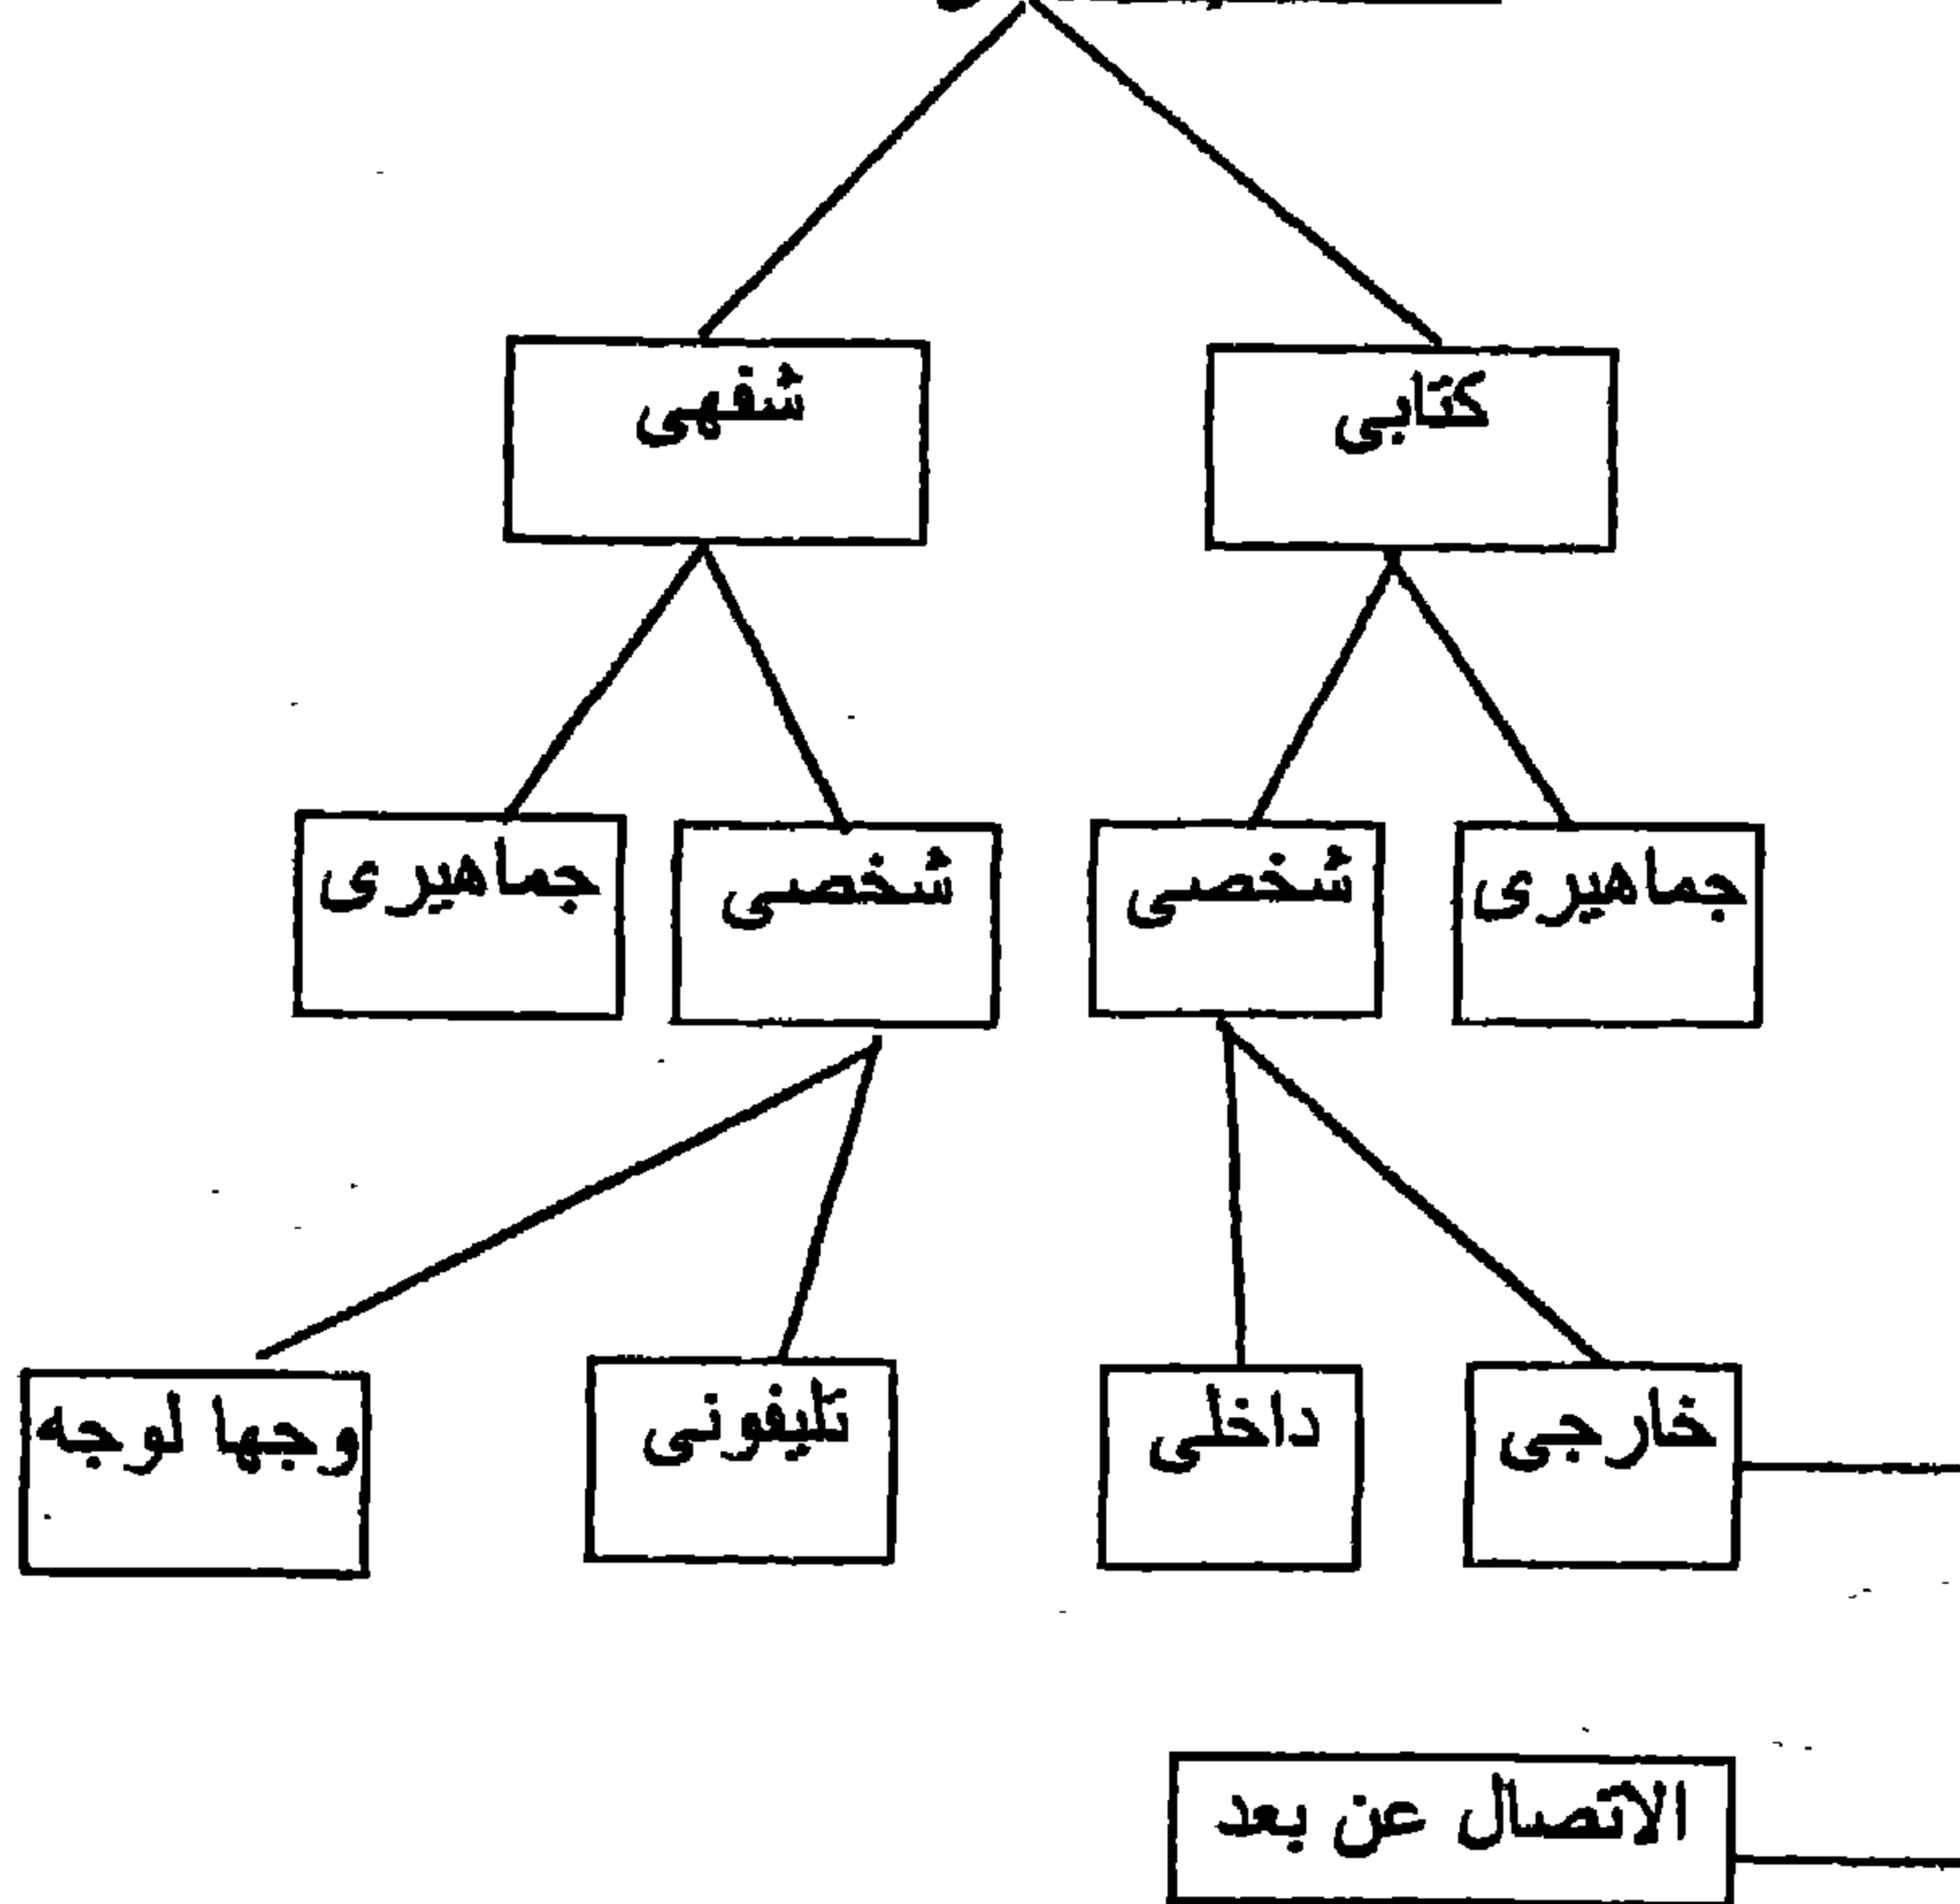 كتابى
شفهى
جماهيرى
شخصى
شخصى
جماهيرى
خارجى
داخلى
تليفونى
وجها لوجه
الاتصال عن بعد